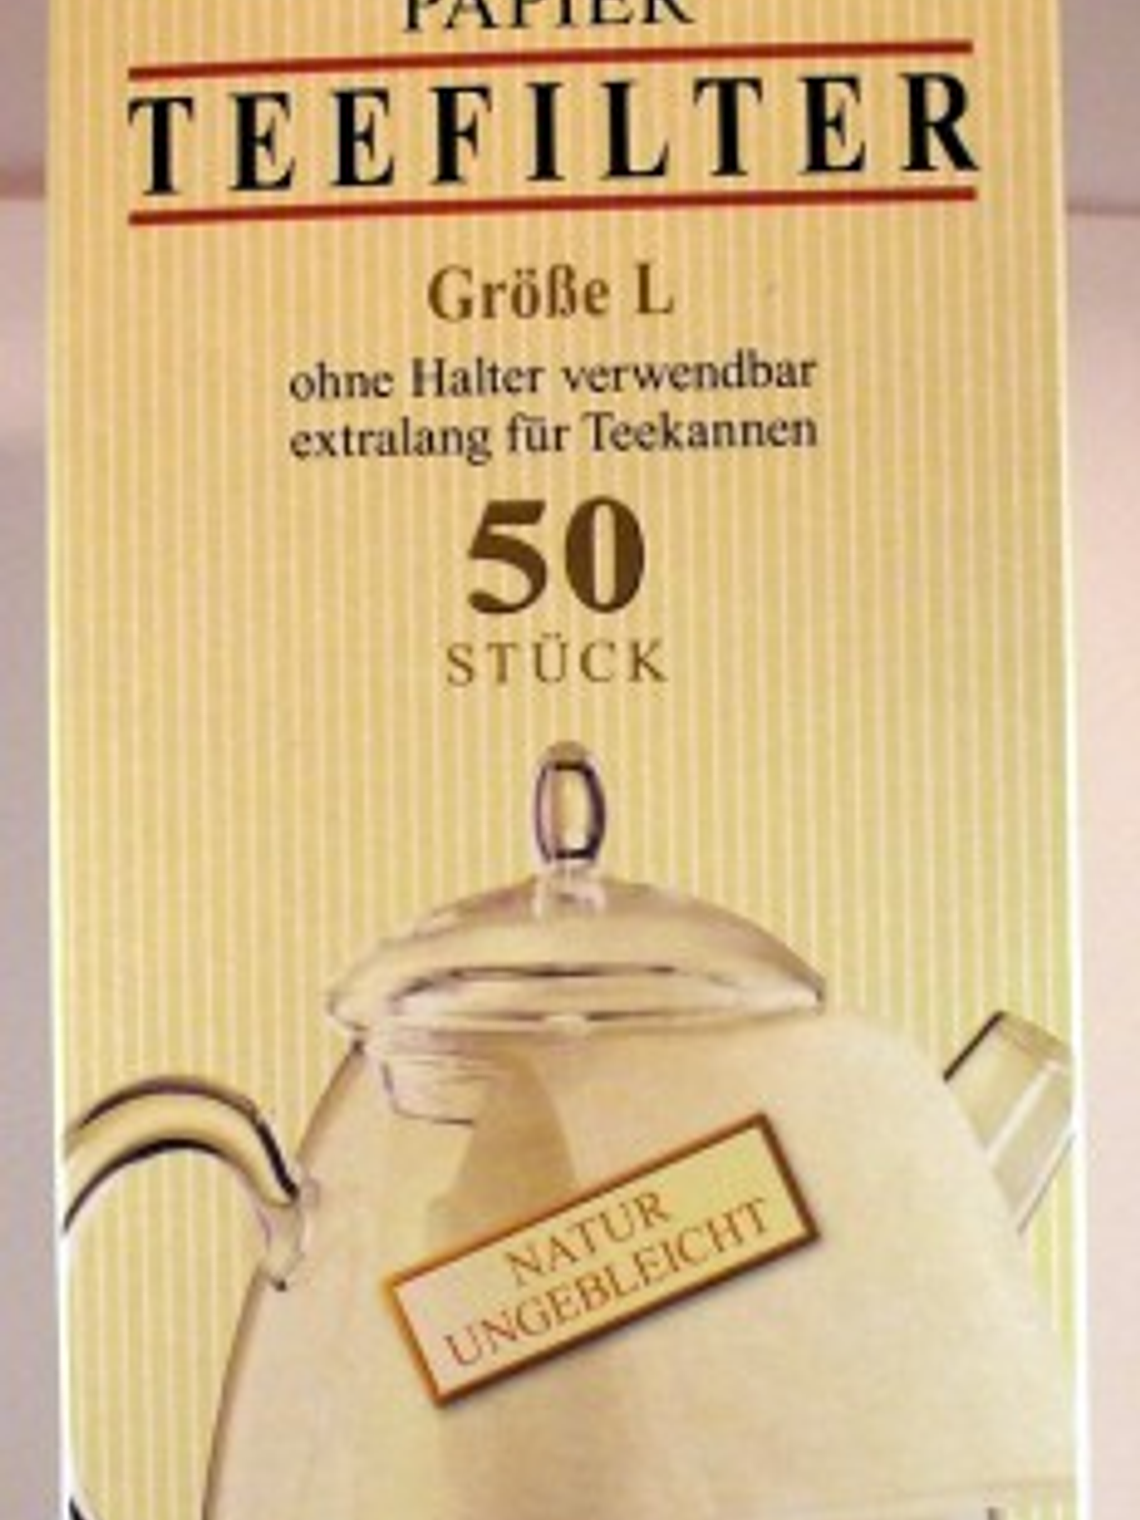 PAPIER
TEEFILTER
Größe L
ohne Halter verwendbar
extralang für Teekannen
50
STÜCK
NATUR
UNGEBLEICHT